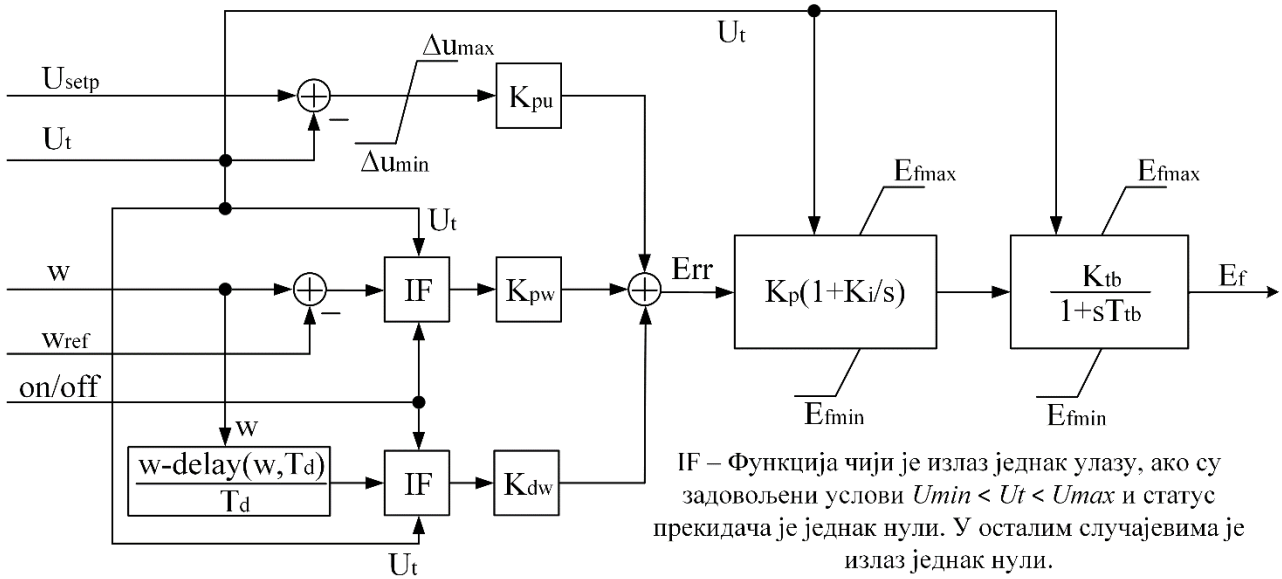 Ut
Δumax
Usetp
Kpu
Ut
Δumin
Efmax
Efmax
Ut
w
IF
Kpw
Err
Kp(1+Ki/s)
Ktb
1+sTtb
Ef
wref
on/off
Efmin
Efmin
w
w-delay(w,Td)
Td
IF
Kdw
Ut
IF – Функција чији је излаз једнак улазу, ако су
задовољени услови Umin < Ut < Umax и статус
прекидача је једнак нули. У осталим случајевима је
излаз једнак нули.